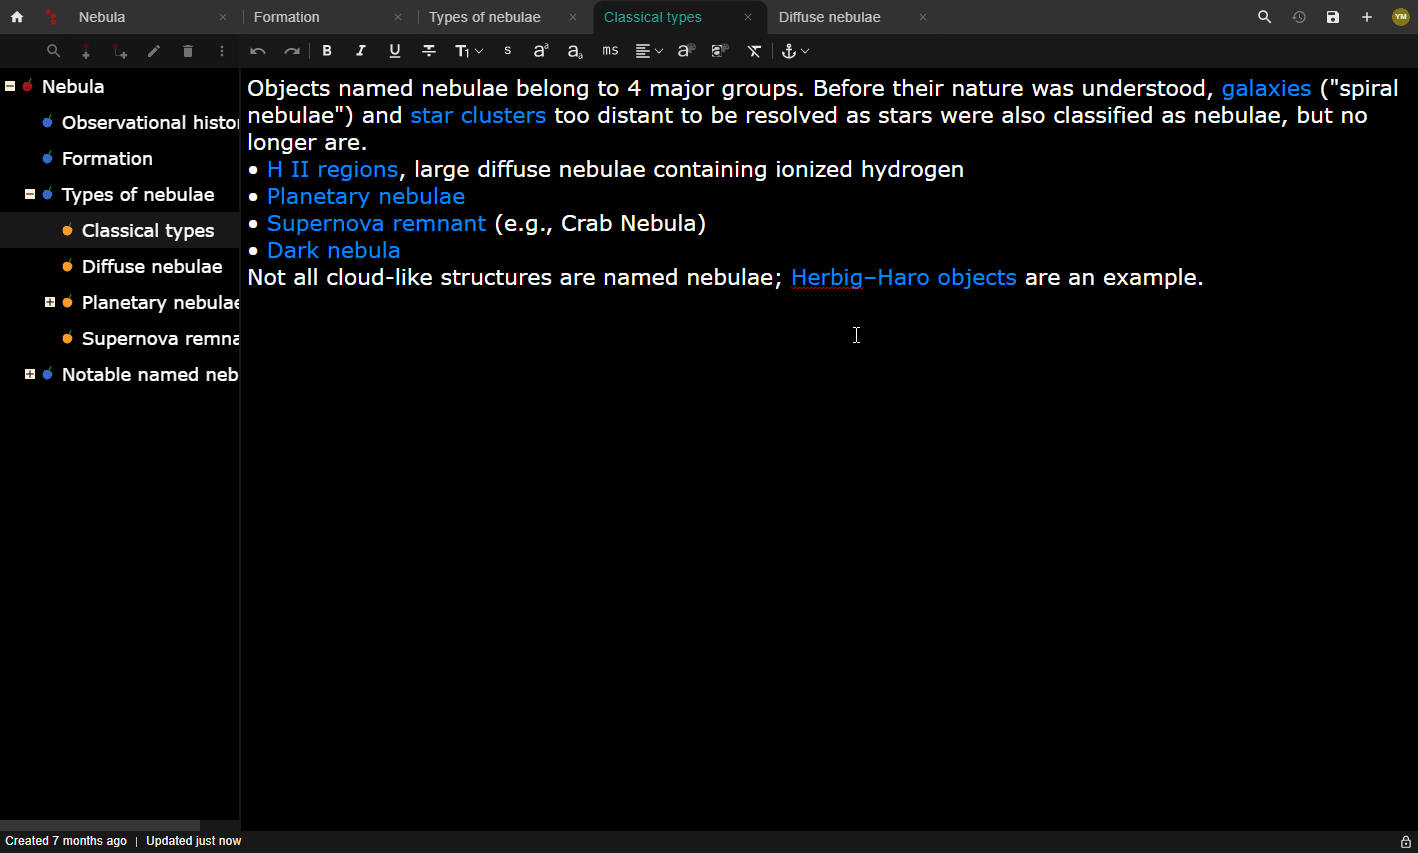 Nebula
Formation
Types of nebulae
Classical types
Diffuse nebulae
YM
B I U T1 s aa aa ms a a
Nebula
Observational histo
Formation
Types of nebulae
Classical types
Diffuse nebulae
Planetary nebulae
Supernova remna
Notable named neb
Objects named nebulae belong to 4 major groups. Before their nature was understood, galaxies ("spiral
nebulae") and star clusters too distant to be resolved as stars were also classified as nebulae, but no
longer are.
• H II regions, large diffuse nebulae containing ionized hydrogen
• Planetary nebulae
• Supernova remnant (e.g., Crab Nebula)
• Dark nebula
Not all cloud-like structures are named nebulae; Herbig–Haro objects are an example.
Created 7 months ago | Updated just now